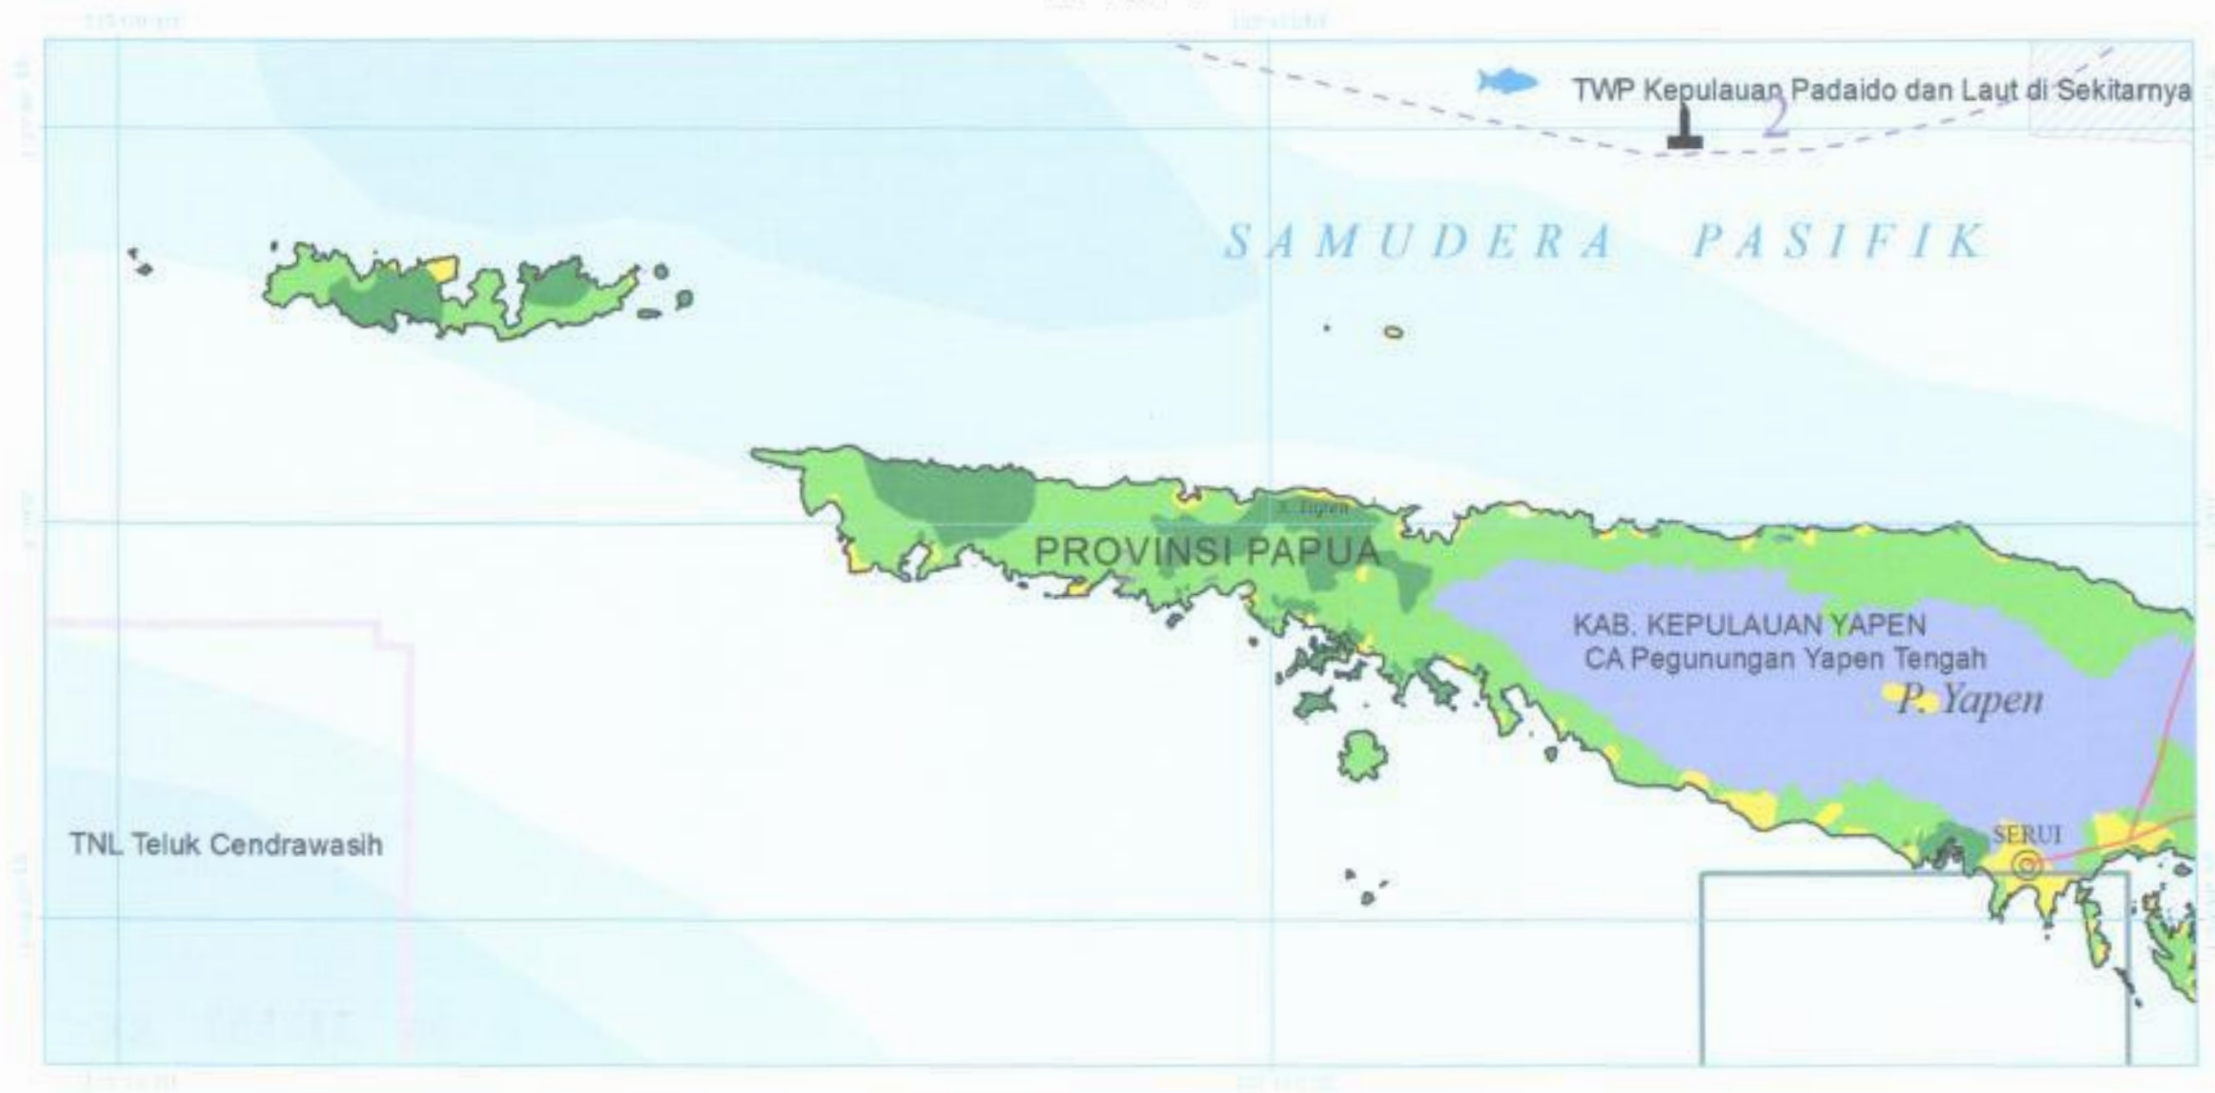 TWP Kepulauan Padaido dan Laut di Sekitarnya
2
SAMUDERA PASIFIK
PROVINSI PAPUA
KAB. KEPULAUAN YAPEN
CA Pegunungan Yapen Tengah
P. Yapen
TNL Teluk Cendrawasih
SERUI